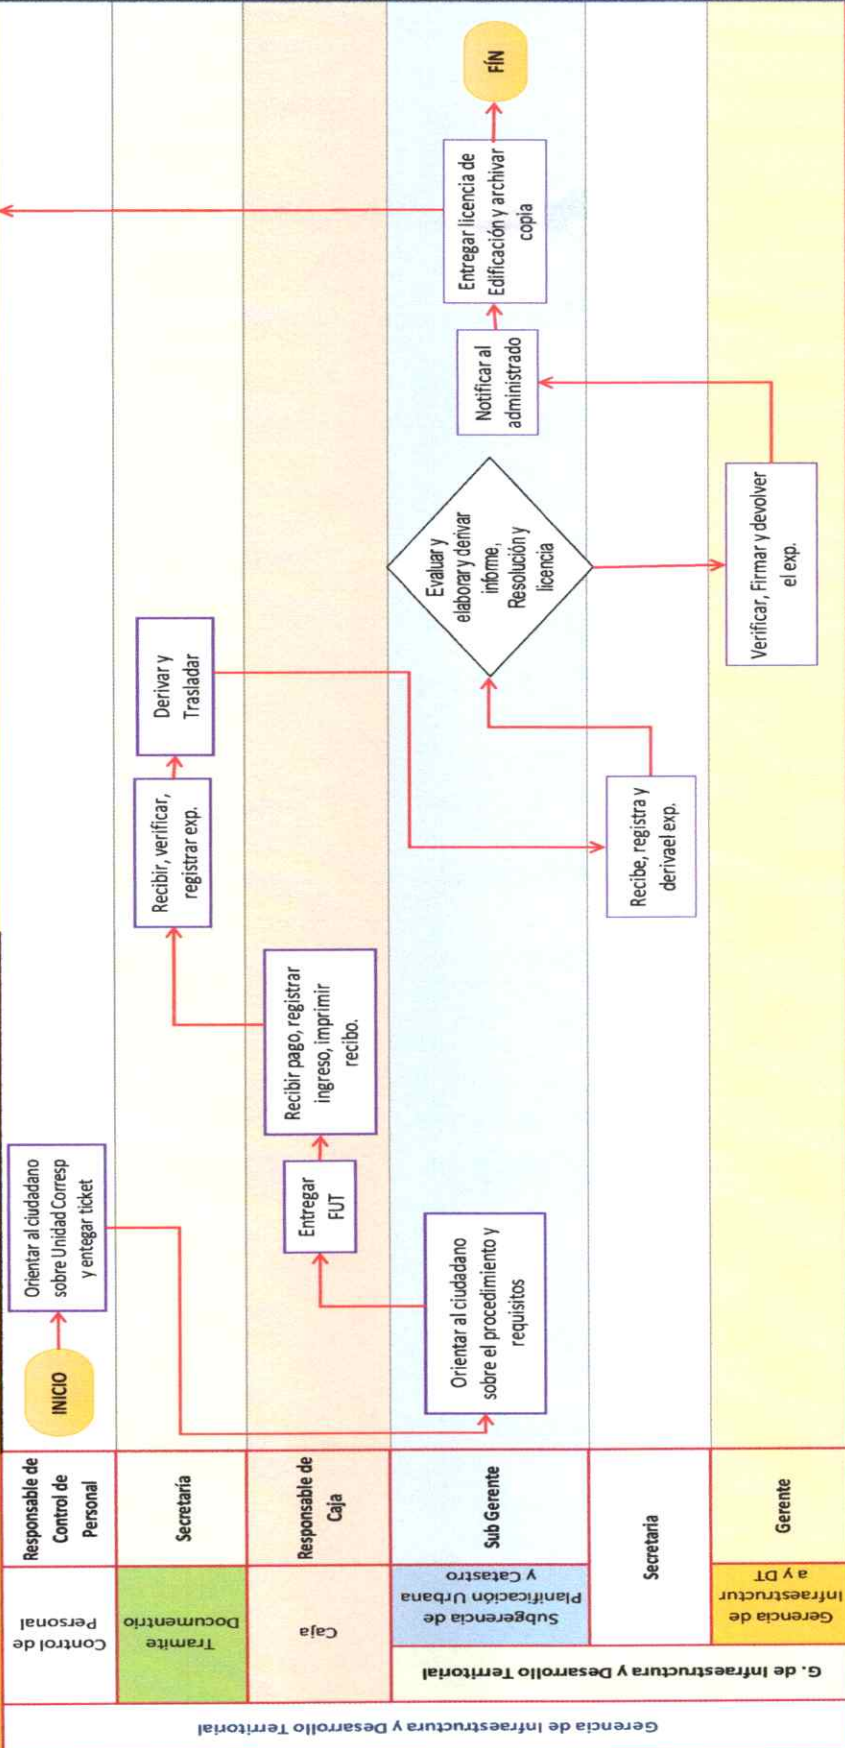 Gerencia de Infraestructura y Desarrollo Territorial
Control de
Personal
Responsable de
Control de
Personal
INICIO
Orientar al ciudadano
sobre Unidad Corresp
y entegar ticket
Tramite
Documentrio
Secretaría
Recibir, verificar,
registrar exp.
Derivar y
Trasladar
Caja
Responsable de
Caja
Entregar
FUT
Recibir pago, registrar
ingreso, imprimir
recibo.
G. de Infraestructura y Desarrollo Territorial
Subgerencia de
Planificación Urbana
y Catastro
Sub Gerente
Orientar al ciudadano
sobre el procedimiento y
requisitos
Evaluar y
elaborar y derivar
informe,
Resolución y
licencia
Notificar al
administrado
Entregar licencia de
Edificación y archivar
copia
FÍN
Secretaria
Recibe, registra y
derivael exp.
Gerencia de
Infraestructur
a y DT
Gerente
Verificar, Firmar y devolver
el exp.